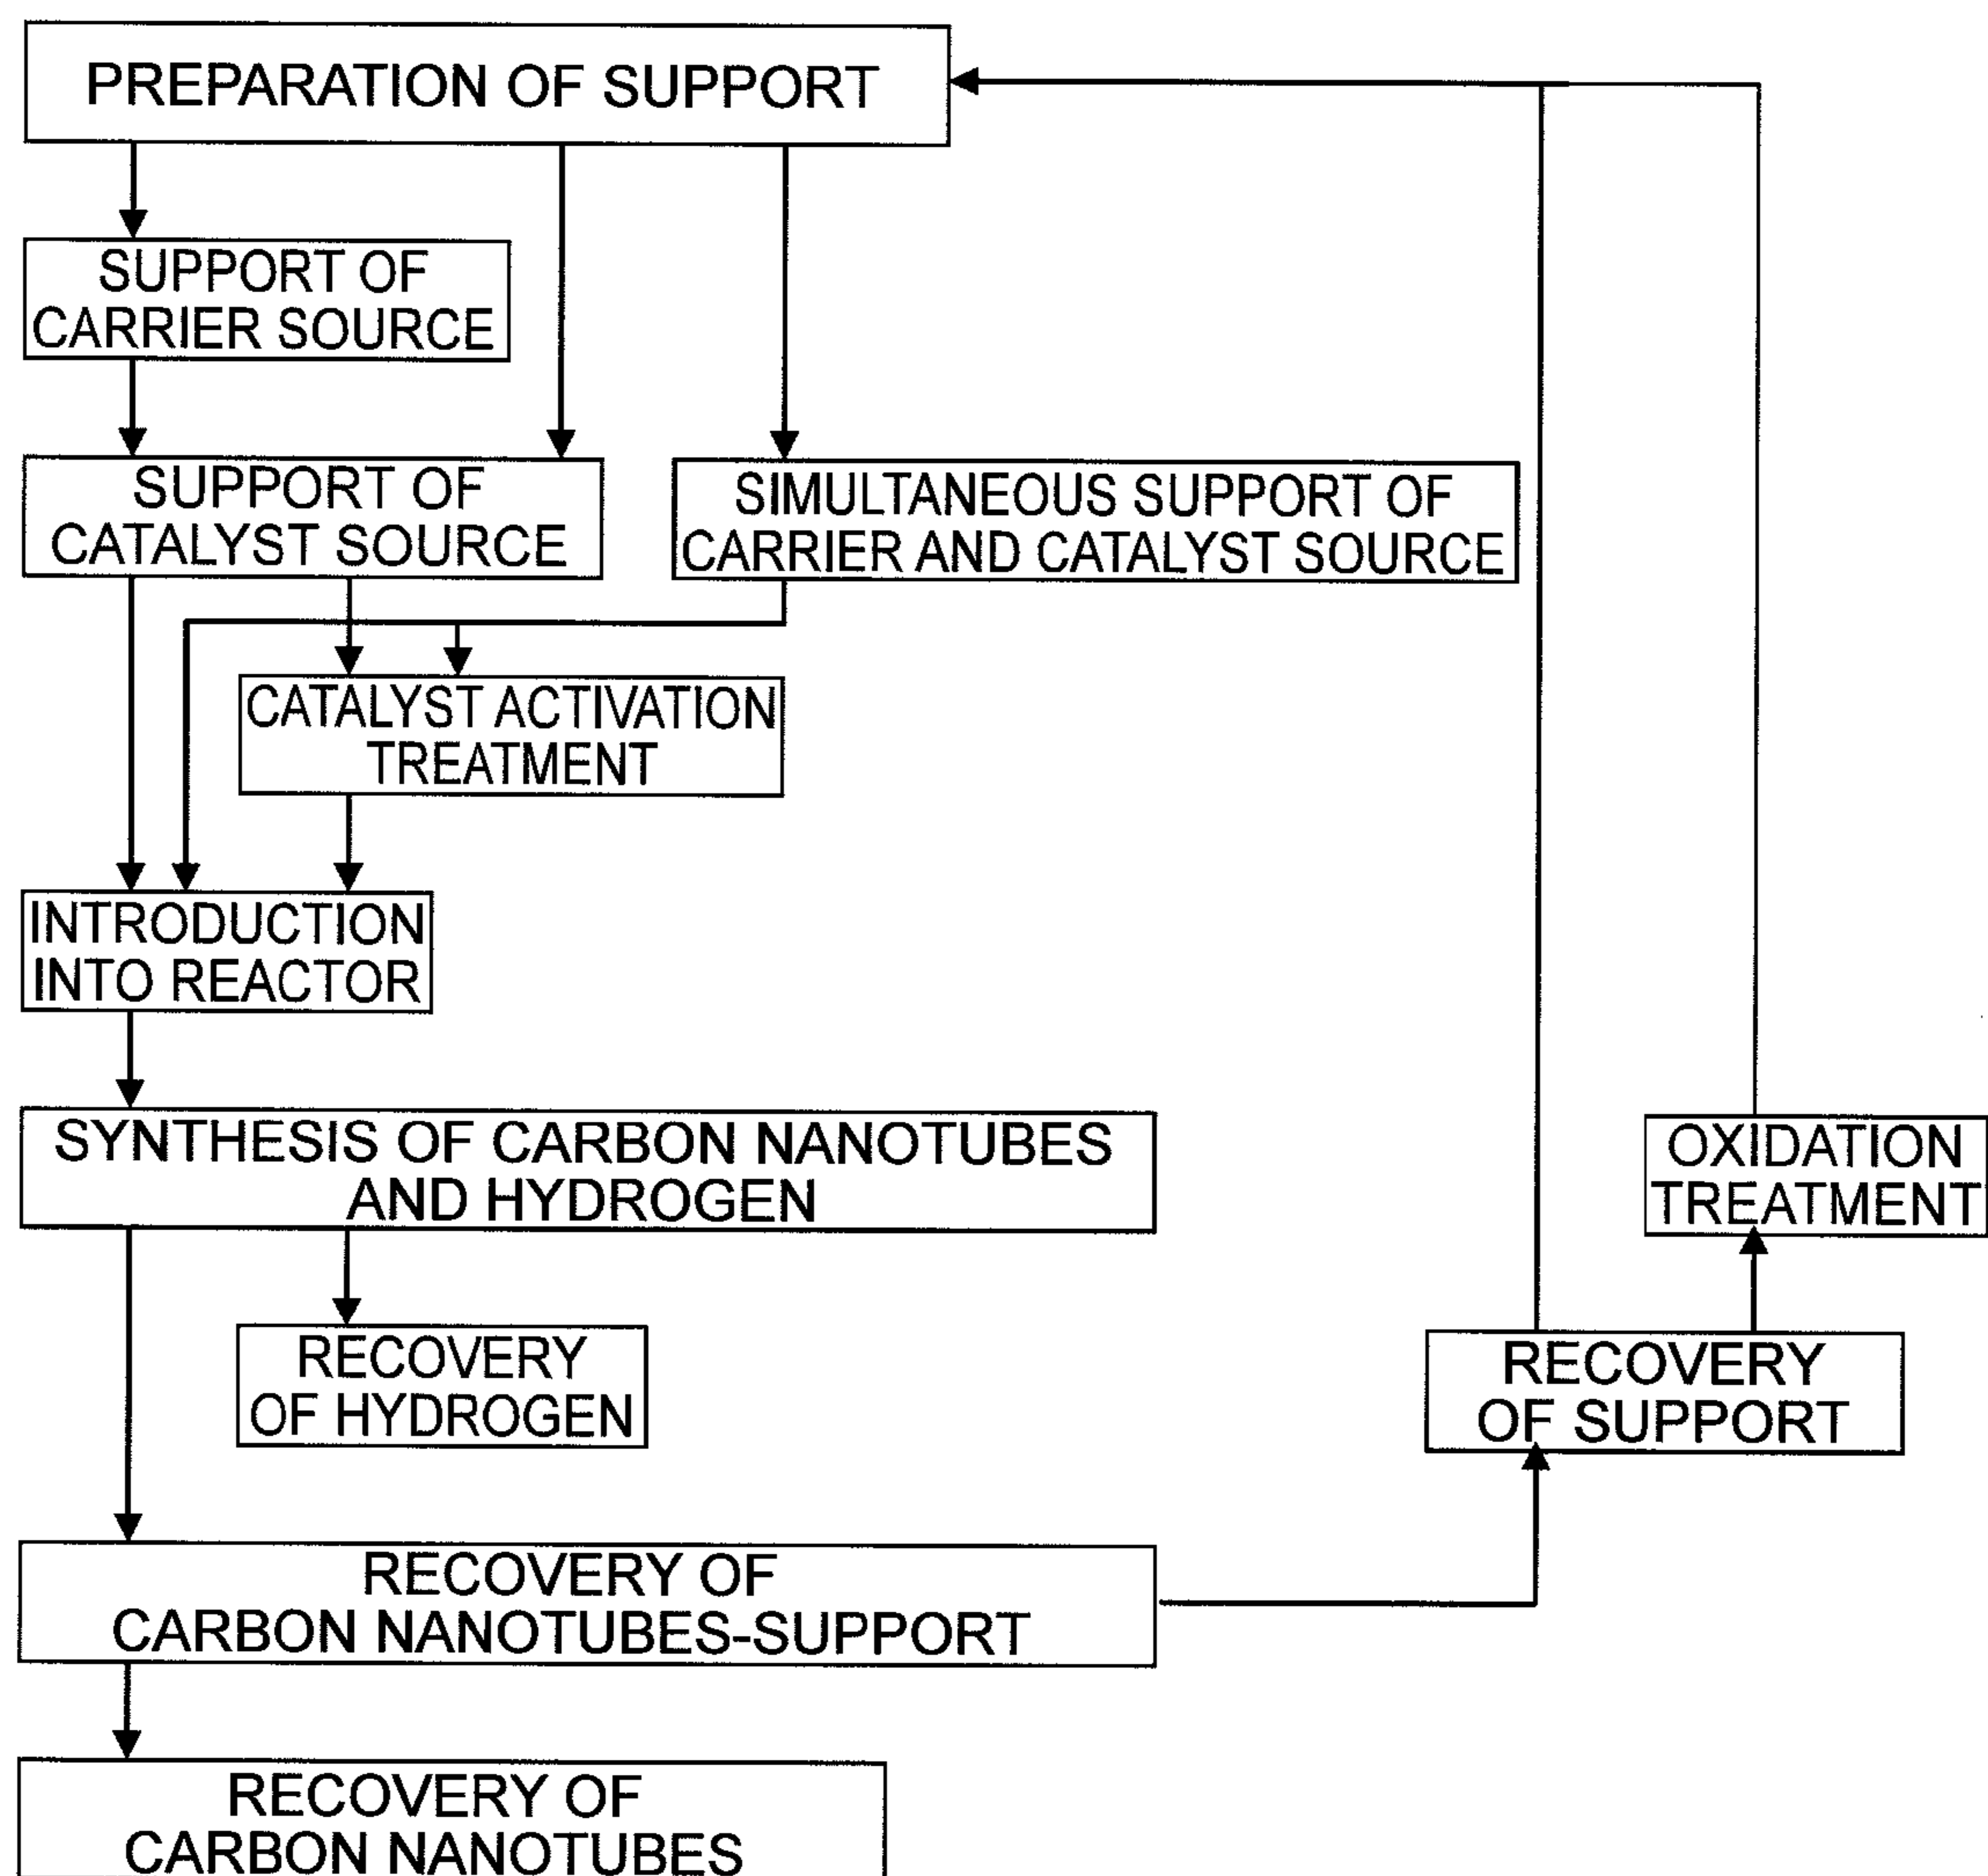 PREPARATION OF SUPPORT
SUPPORT OF
CARRIER SOURCE
SUPPORT OF
CATALYST SOURCE
SIMULTANEOUS SUPPORT OF
CARRIER AND CATALYST SOURCE
CATALYST ACTIVATION
TREATMENT
INTRODUCTION
INTO REACTOR
SYNTHESIS OF CARBON NANOTUBES
AND HYDROGEN
OXIDATION
TREATMENT
RECOVERY
OF HYDROGEN
RECOVERY
OF SUPPORT
RECOVERY OF
CARBON NANOTUBES-SUPPORT
RECOVERY OF
CARBON NANOTUBES